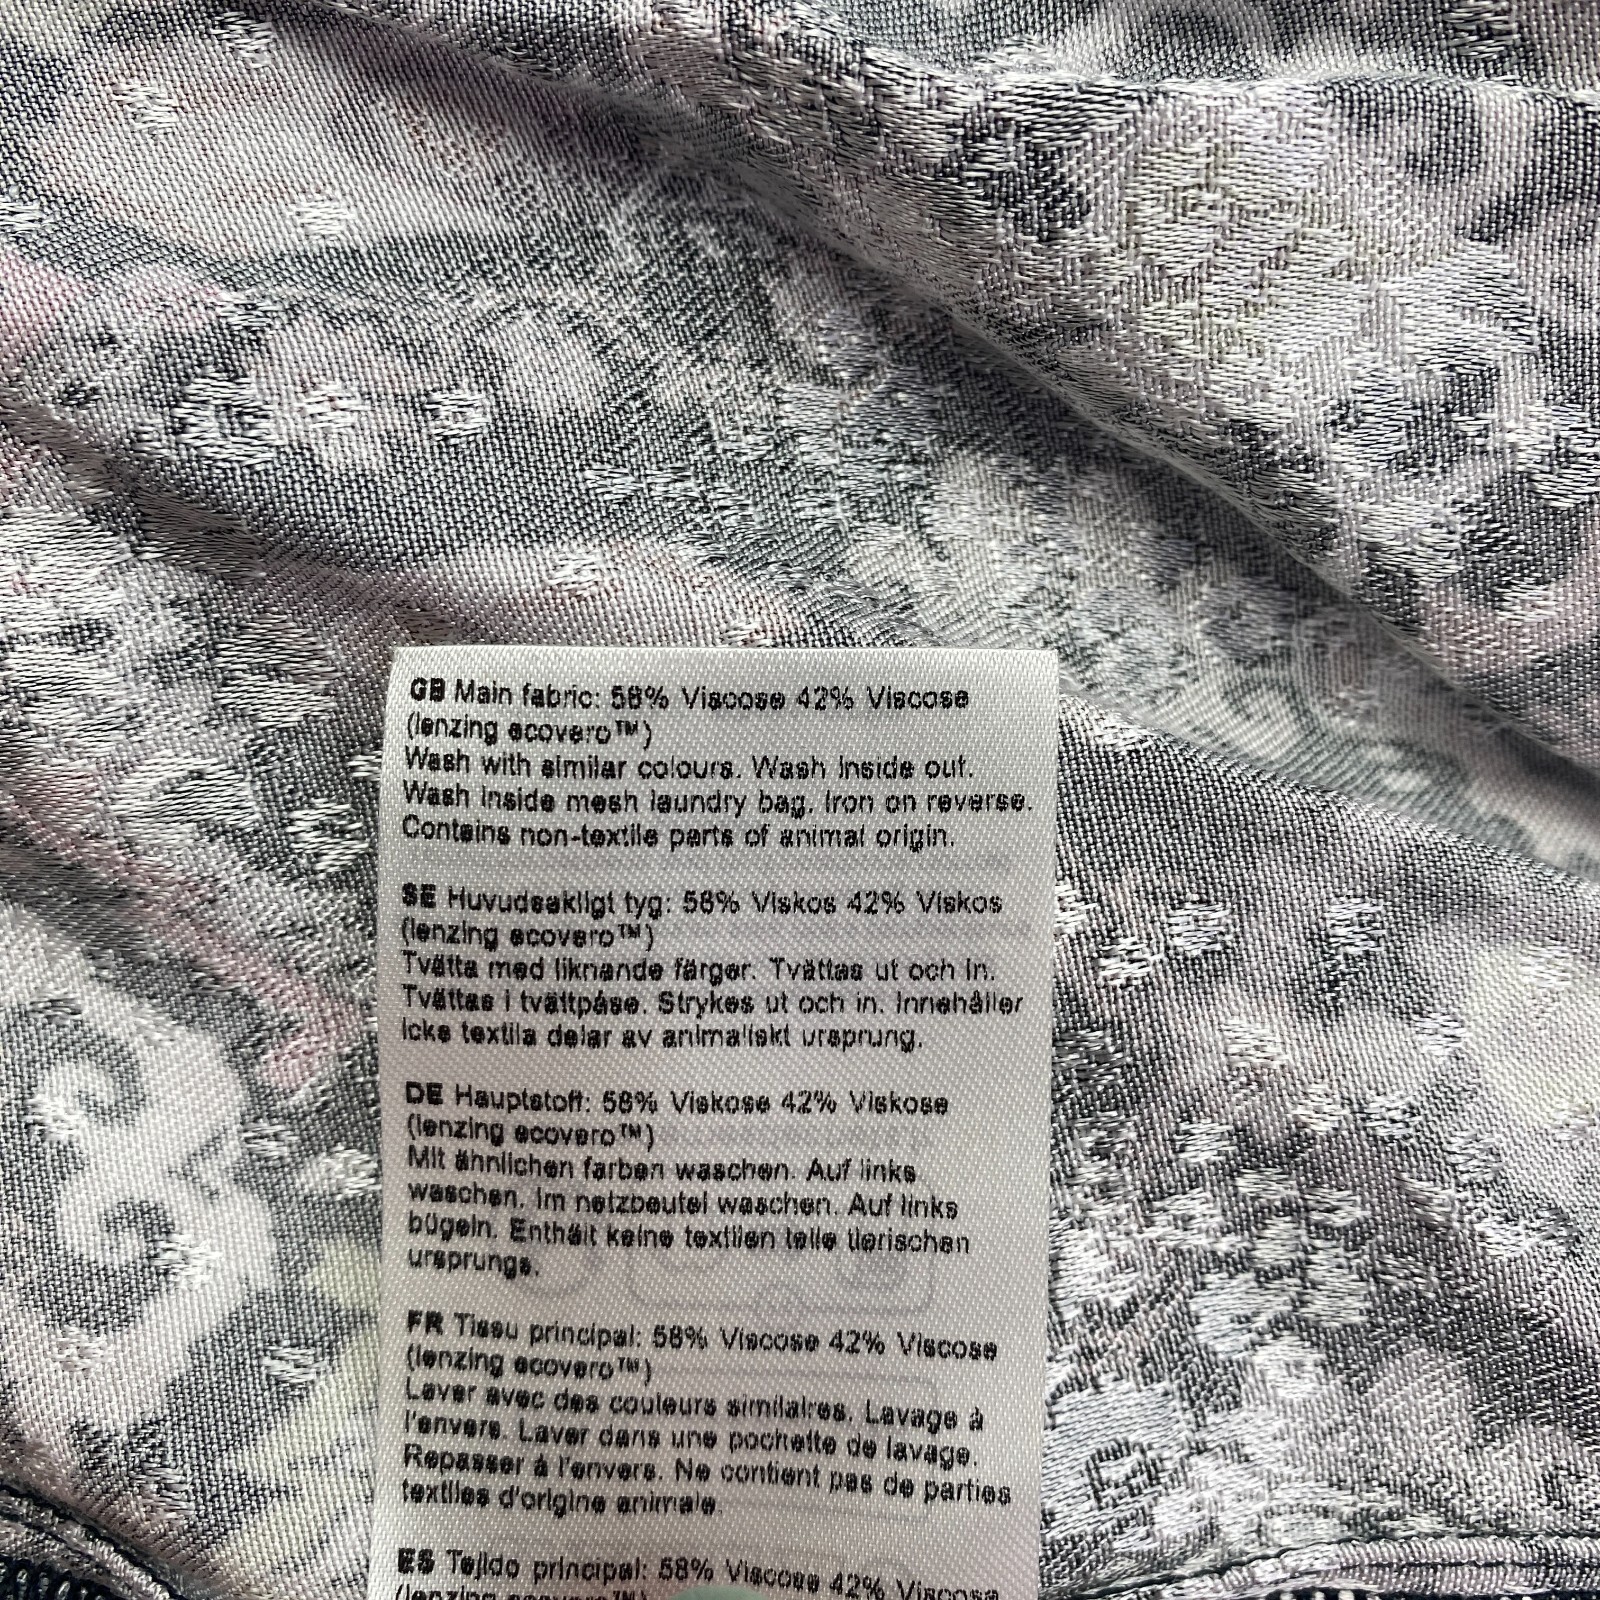 GB Main fabric: 58% Viscose 42% Viscose
(lenzing ecovero™)
Wash with similar colours. Wash inside out.
Wash inside mesh laundry bag. Iron on reverse.
Contains non-textile parts of animal origin.
SE Huvudsakligt tyg: 58% Viskos 42% Viskos
(lenzing ecovero™)
Tvätta med liknande färger. Tvättas ut och in.
Tvättas i tvättpåse. Strykes ut och in. Innehåller
icke textila delar av animaliskt ursprung.
DE Hauptstoff: 58% Viskose 42% Viskose
(lenzing ecovero™)
Mit ähnlichen farben waschen. Auf links
waschen. Im netzbeutel waschen. Auf links
bügeln. Enthält keine textilen teile tierischen
ursprungs.
FR Tissu principal: 58% Viscose 42% Viscose
(lenzing ecovero™)
Laver avec des couleurs similaires. Lavage à
l'envers. Laver dans une pochette de lavage.
Repasser à l'envers. Ne contient pas de parties
textiles d'origine animale.
ES Tejido principal: 58% Viscose 42% Viscosa
(lenzing ecovero™)